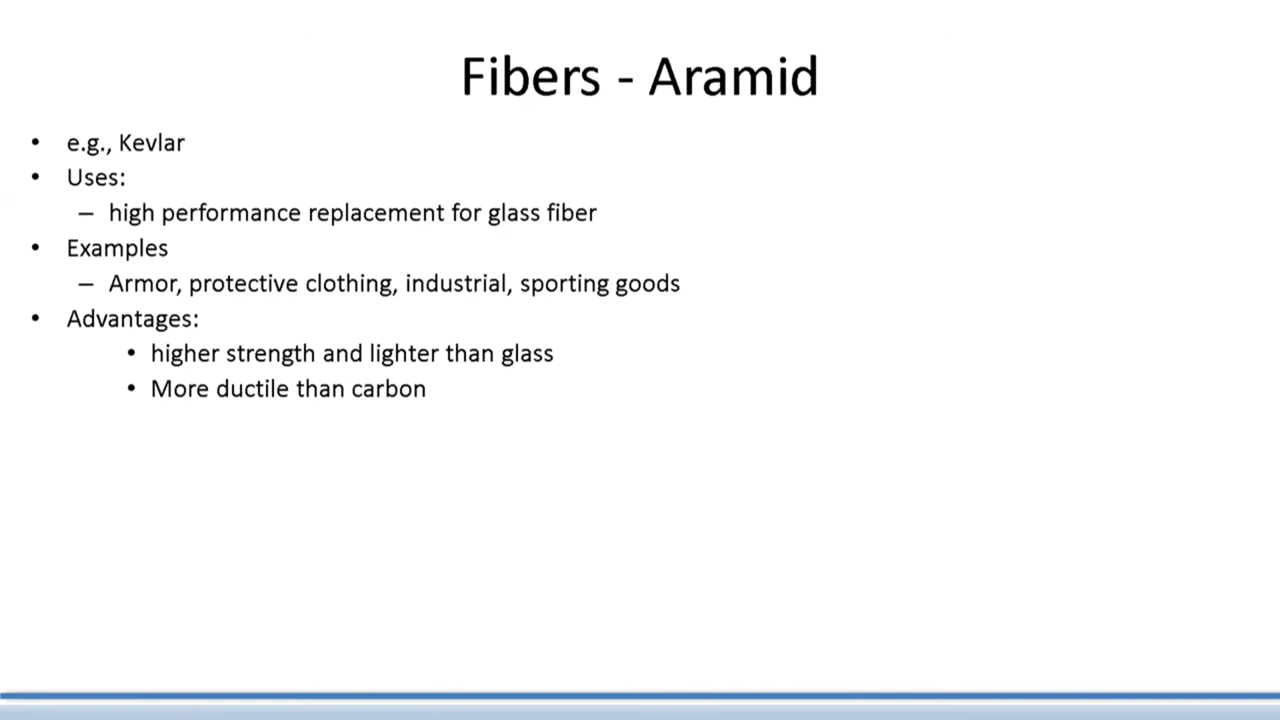 Fibers - Aramid
• e.g., Kevlar
• Uses:
– high performance replacement for glass fiber
• Examples
– Armor, protective clothing, industrial, sporting goods
• Advantages:
• higher strength and lighter than glass
• More ductile than carbon